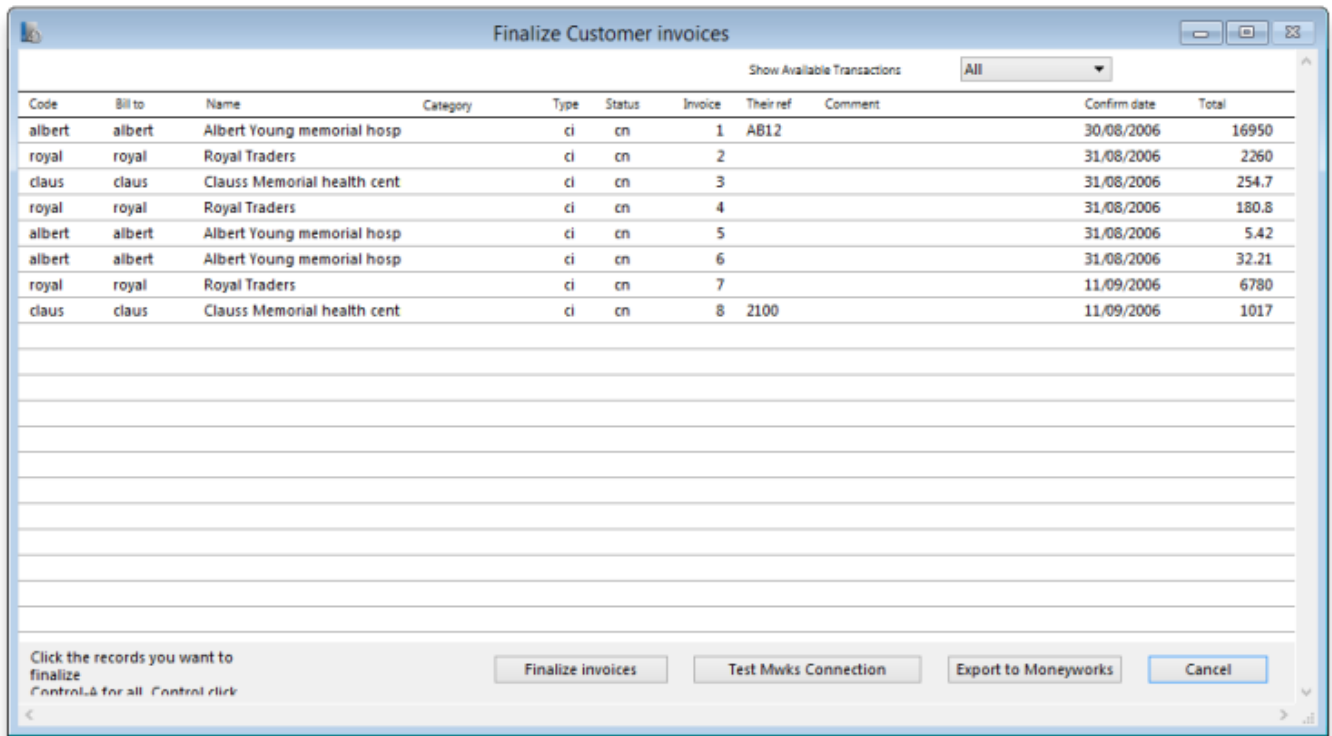 Finalize Customer invoices
Show Available Transactions All
Code Bill to Name Category Type Status Invoice Their ref Comment Confirm date Total
albert albert Albert Young memorial hosp ci cn 1 AB12 30/08/2006 16950
royal royal Royal Traders ci cn 2 31/08/2006 2260
claus claus Clauss Memorial health cent ci cn 3 31/08/2006 254.7
royal royal Royal Traders ci cn 4 31/08/2006 180.8
albert albert Albert Young memorial hosp ci cn 5 31/08/2006 5.42
albert albert Albert Young memorial hosp ci cn 6 31/08/2006 32.21
royal royal Royal Traders ci cn 7 11/09/2006 6780
claus claus Clauss Memorial health cent ci cn 8 2100 11/09/2006 1017
Click the records you want to
finalize
Control-A for all. Control click
Finalize invoices Test Mwks Connection Export to Moneyworks Cancel